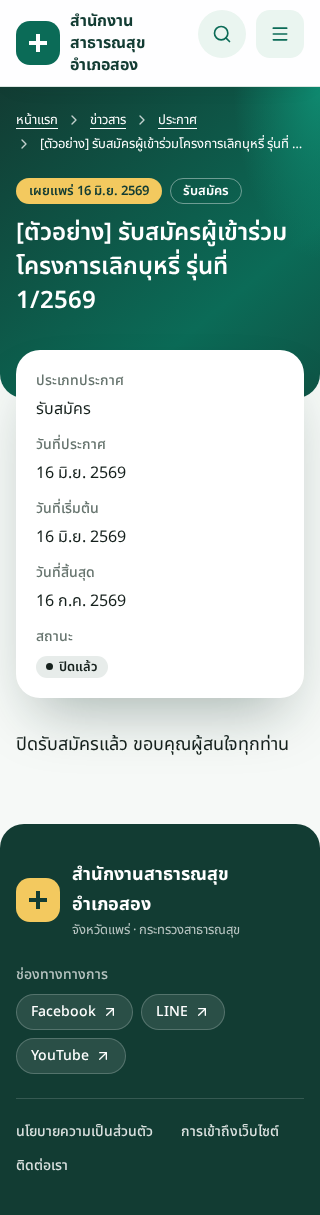 สำนักงาน
สาธารณสุข
อำเภอสอง
หน้าแรก > ข่าวสาร > ประกาศ
> [ตัวอย่าง] รับสมัครผู้เข้าร่วมโครงการเลิกบุหรี่ รุ่นที่ ...
เผยแพร่ 16 มิ.ย. 2569 รับสมัคร
[ตัวอย่าง] รับสมัครผู้เข้าร่วม
โครงการเลิกบุหรี่ รุ่นที่
1/2569
ประเภทประกาศ
รับสมัคร
วันที่ประกาศ
16 มิ.ย. 2569
วันที่เริ่มต้น
16 มิ.ย. 2569
วันที่สิ้นสุด
16 ก.ค. 2569
สถานะ
ปิดแล้ว
ปิดรับสมัครแล้ว ขอบคุณผู้สนใจทุกท่าน
สำนักงานสาธารณสุข
อำเภอสอง
จังหวัดแพร่ · กระทรวงสาธารณสุข
ช่องทางทางการ
Facebook LINE
YouTube
นโยบายความเป็นส่วนตัว การเข้าถึงเว็บไซต์
ติดต่อเรา